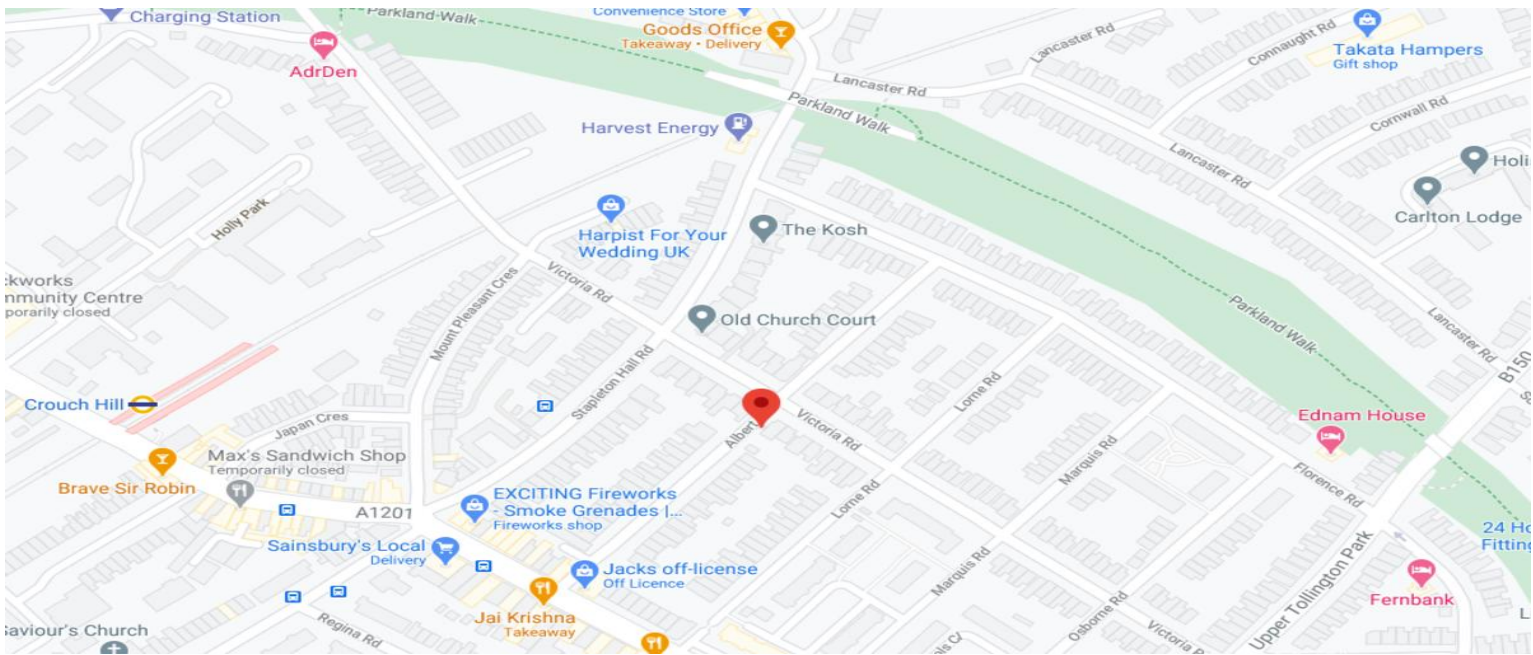 Charging Station
Parkland Walk
Convenience Store
Goods Office
Takeaway • Delivery
AdrDen
Lancaster Rd
Lancaster Rd
Connaught Rd
Takata Hampers
Gift shop
Cornwall Rd
Parkland Walk
Harvest Energy
Lancaster Rd
Carlton Lodge
Holly Park
The Kosh
Harpist For Your
Wedding UK
Victoria Rd
Mount Pleasant Cres
Old Church Court
Parkland Walk
Lancaster Rd
Temporarily closed
Stapleton Hall Rd
Crouch Hill
Japan Cres
Lorne Rd
Victoria Rd
B150
Ednam House
Max's Sandwich Shop
Brave Sir Robin
A1201
Marquis Rd
Florence Rd
EXCITING Fireworks
- Smoke Grenades |...
Fireworks shop
Lorne Rd
Sainsbury's Local
Delivery
Jacks off-license
Off Licence
Marquis Rd
Upper Tollington Park
Fernbank
Jai Krishna
Takeaway
Regina Rd
Osborne Rd
Victoria R
Community Centre